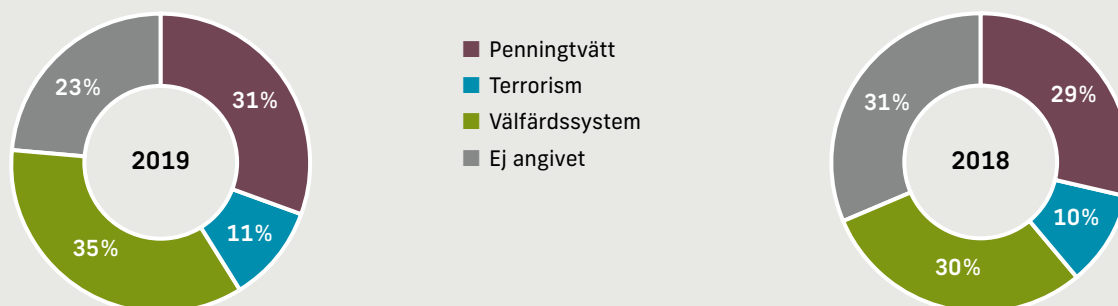 23%
31%
2019
11%
35%
Penningtvätt
Terrorism
Välfärdssystem
Ej angivet
31%
29%
2018
10%
30%